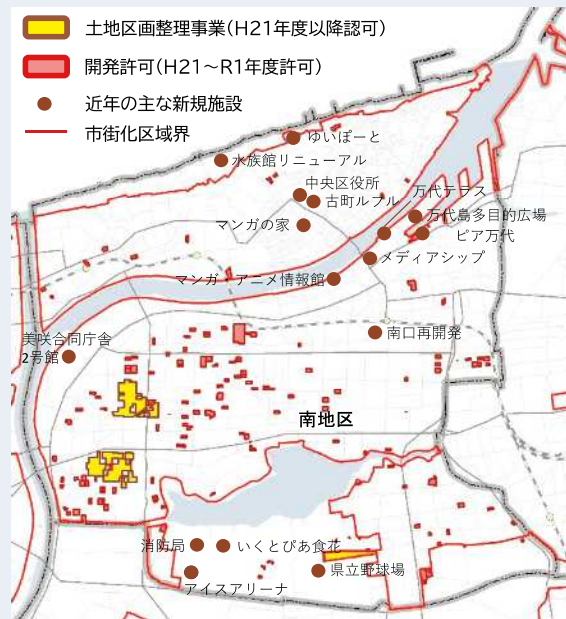 土地区画整理事業(H21年度以降認可)
開発許可(H21～R1年度許可)
近年の主な新規施設
市街化区域界
ゆいぽーと
水族館リニューアル
中央区役所
古町ルフル
万代テラス
万代島多目的広場
マンガの家
ピア万代
メディアシップ
マンガ・アニメ情報館
美咲合同庁舎
2号館
南口再開発
南地区
消防局
いくとぴあ食花
県立野球場
アイスアリーナ